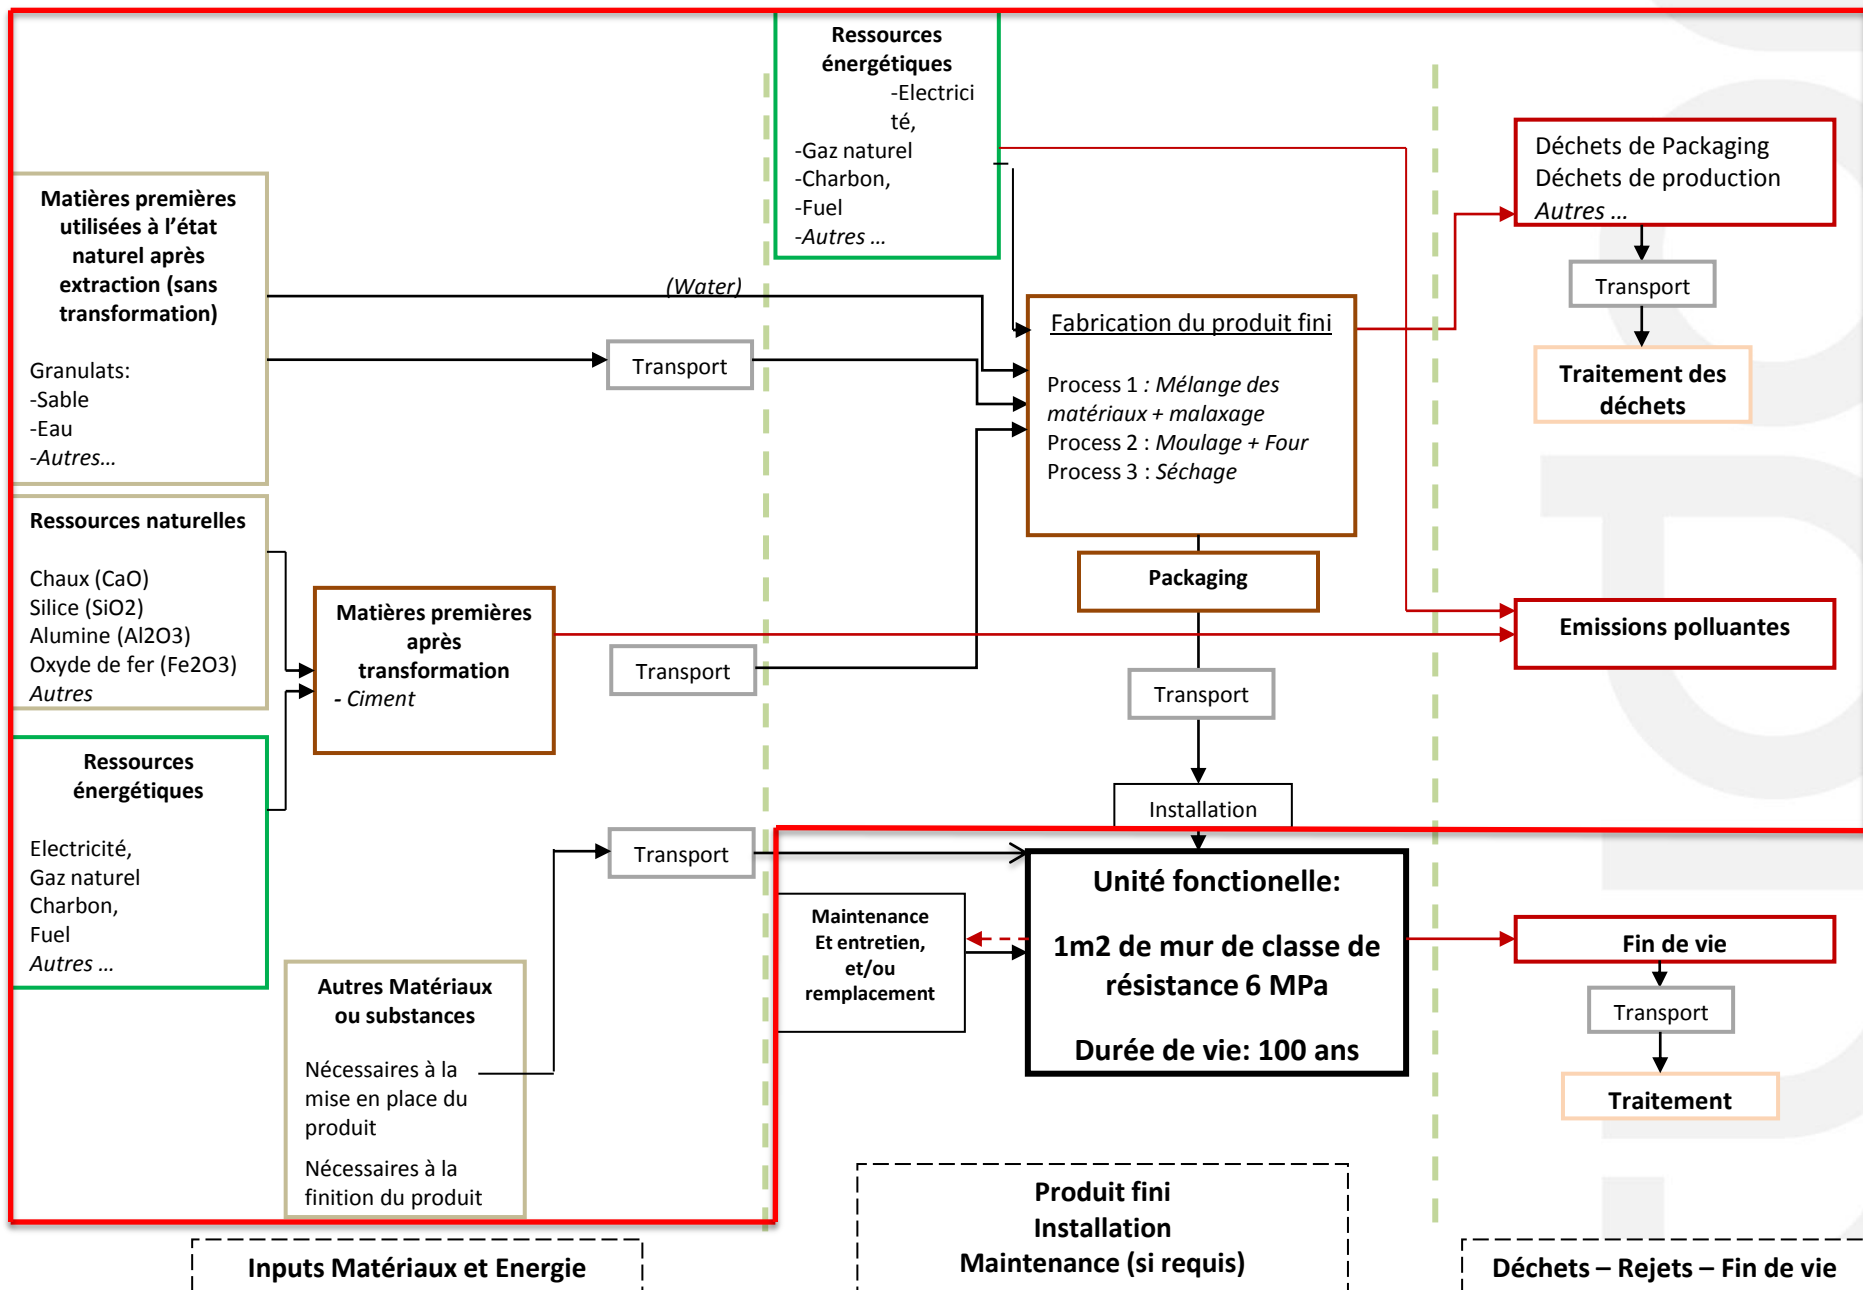 Ressources
énergétiques
-Electrici
té,
-Gaz naturel
-Charbon,
-Fuel
-Autres ...
Déchets de Packaging
Déchets de production
Autres ...
Transport
Traitement des
déchets
Matières premières
utilisées à l'état
naturel après
extraction (sans
transformation)
Granulats:
-Sable
-Eau
-Autres...
(Water)
Transport
Fabrication du produit fini
Process 1 : Mélange des
matériaux + malaxage
Process 2 : Moulage + Four
Process 3 : Séchage
Packaging
Ressources naturelles
Chaux (CaO)
Silice (SiO2)
Alumine (Al2O3)
Oxyde de fer (Fe2O3)
Autres
Matières premières
après
transformation
- Ciment
Transport
Transport
Emissions polluantes
Ressources
énergétiques
Electricité,
Gaz naturel
Charbon,
Fuel
Autres ...
Installation
Transport
Maintenance
Et entretien,
et/ou
remplacement
Unité fonctionelle:
1m2 de mur de classe de
résistance 6 MPa
Durée de vie: 100 ans
Fin de vie
Transport
Traitement
Autres Matériaux
ou substances
Nécessaires à la
mise en place du
produit
Nécessaires à la
finition du produit
Inputs Matériaux et Energie
Produit fini
Installation
Maintenance (si requis)
Déchets – Rejets – Fin de vie